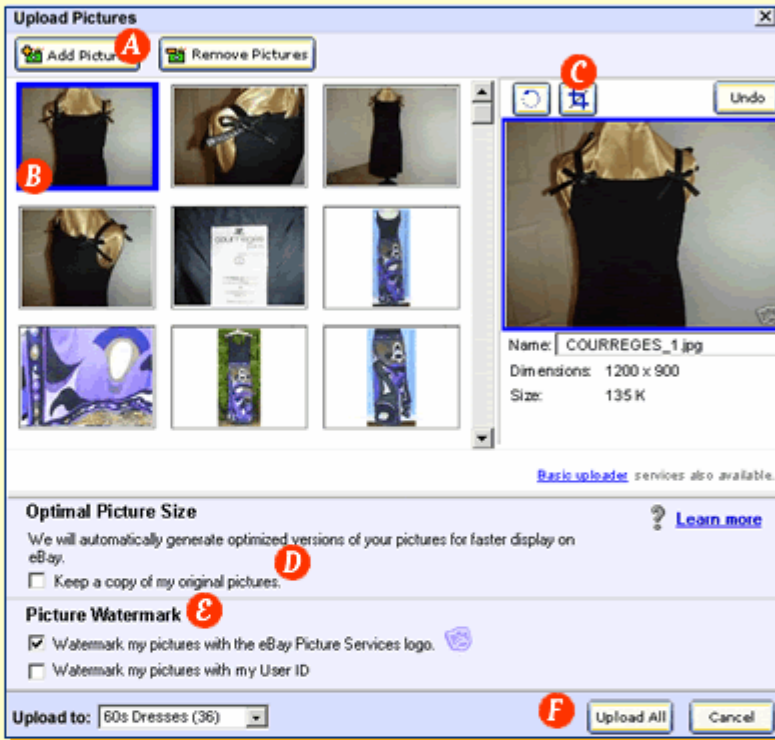 Upload Pictures
A
Add Pictur
Remove Pictures
C
Undo
B
COURREGES
Name: COURREGES_1.jpg
Dimensions: 1200 x 900
Size: 135 K
Basic uploader services also available.
Optimal Picture Size
Learn more
We will automatically generate optimized versions of your pictures for faster display on
eBay.
D
Keep a copy of my original pictures.
Picture Watermark E
Watermark my pictures with the eBay Picture Services logo.
Watermark my pictures with my User ID
Upload to: 60s Dresses (36)
F
Upload All
Cancel